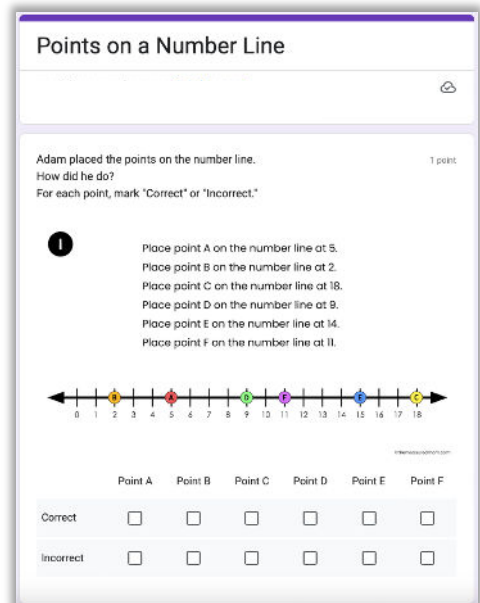 Points on a Number Line
Adam placed the points on the number line.
1 point
How did he do?
For each point, mark "Correct" or "Incorrect."
1
Place point A on the number line at 5.
Place point B on the number line at 2.
Place point C on the number line at 18.
Place point D on the number line at 9.
Place point E on the number line at 14.
Place point F on the number line at 11.
B A D F E C
0 1 2 3 4 5 6 7 8 9 10 11 12 13 14 15 16 17 18
Point A Point B Point C Point D Point E Point F
Correct
Incorrect